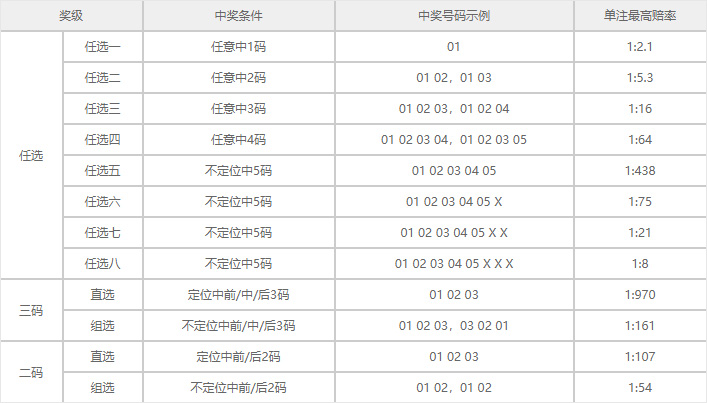 奖级 中奖条件 中奖号码示例 单注最高赔率
任选 任选一 任意中1码 01 1:2.1
任选二 任意中2码 01 02，01 03 1:5.3
任选三 任意中3码 01 02 03，01 02 04 1:16
任选四 任意中4码 01 02 03 04，01 02 03 05 1:64
任选五 不定位中5码 01 02 03 04 05 1:438
任选六 不定位中5码 01 02 03 04 05 X 1:75
任选七 不定位中5码 01 02 03 04 05 X X 1:21
任选八 不定位中5码 01 02 03 04 05 X X X 1:8
三码 直选 定位中前/中/后3码 01 02 03 1:970
组选 不定位中前/中/后3码 01 02 03，03 02 01 1:161
二码 直选 定位中前/后2码 01 02 03 1:107
组选 不定位中前/后2码 01 02，01 02 1:54